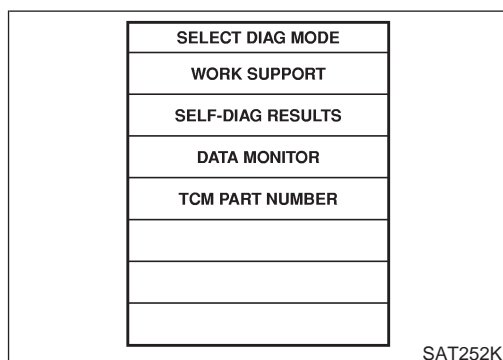 SELECT DIAG MODE
WORK SUPPORT
SELF-DIAG RESULTS
DATA MONITOR
TCM PART NUMBER
SAT252K